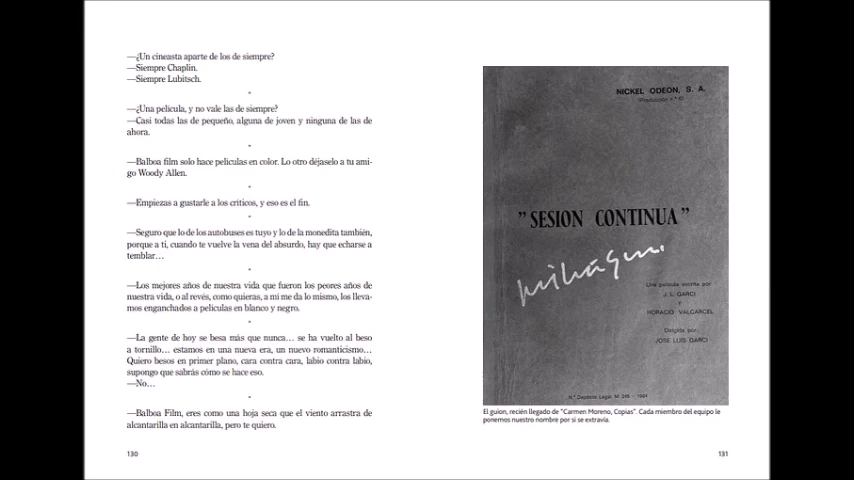 —¿Un cineasta aparte de los de siempre?
—Siempre Chaplin.
—Siempre Lubitsch.
*
—¿Una película, y no vale las de siempre?
—Casi todas las de pequeño, alguna de joven y ninguna de las de
ahora.
*
—Balboa film solo hace películas en color. Lo otro déjaselo a tu ami-
go Woody Allen.
*
—Empiezas a gustarle a los críticos, y eso es el fin.
*
—Seguro que lo de los autobuses es tuyo y lo de la monedita también,
porque a ti, cuando te vuelve la vena del absurdo, hay que echarse a
temblar…
*
—Los mejores años de nuestra vida que fueron los peores años de
nuestra vida, o al revés, como quieras, a mi me da lo mismo, los lleva-
mos enganchados a películas en blanco y negro.
*
—La gente de hoy se besa más que nunca… se ha vuelto al beso
a tornillo… estamos en una nueva era, un nuevo romanticismo…
Quiero besos en primer plano, cara contra cara, labio contra labio,
supongo que sabrás cómo se hace eso.
—No…
*
—Balboa Film, eres como una hoja seca que el viento arrastra de
alcantarilla en alcantarilla, pero te quiero.
130
NICKEL ODEON, S. A.
(Producción n.º 6)
"SESION CONTINUA"
Una película escrita por
J. L. GARCI
Y
HORACIO VALCARCEL
Dirigida por
JOSE LUIS GARCI
N.º Depósito Legal. M. 245 - 1984
El guion, recién llegado de "Carmen Moreno, Copias". Cada miembro del equipo le
ponemos nuestro nombre por si se extravía.
131